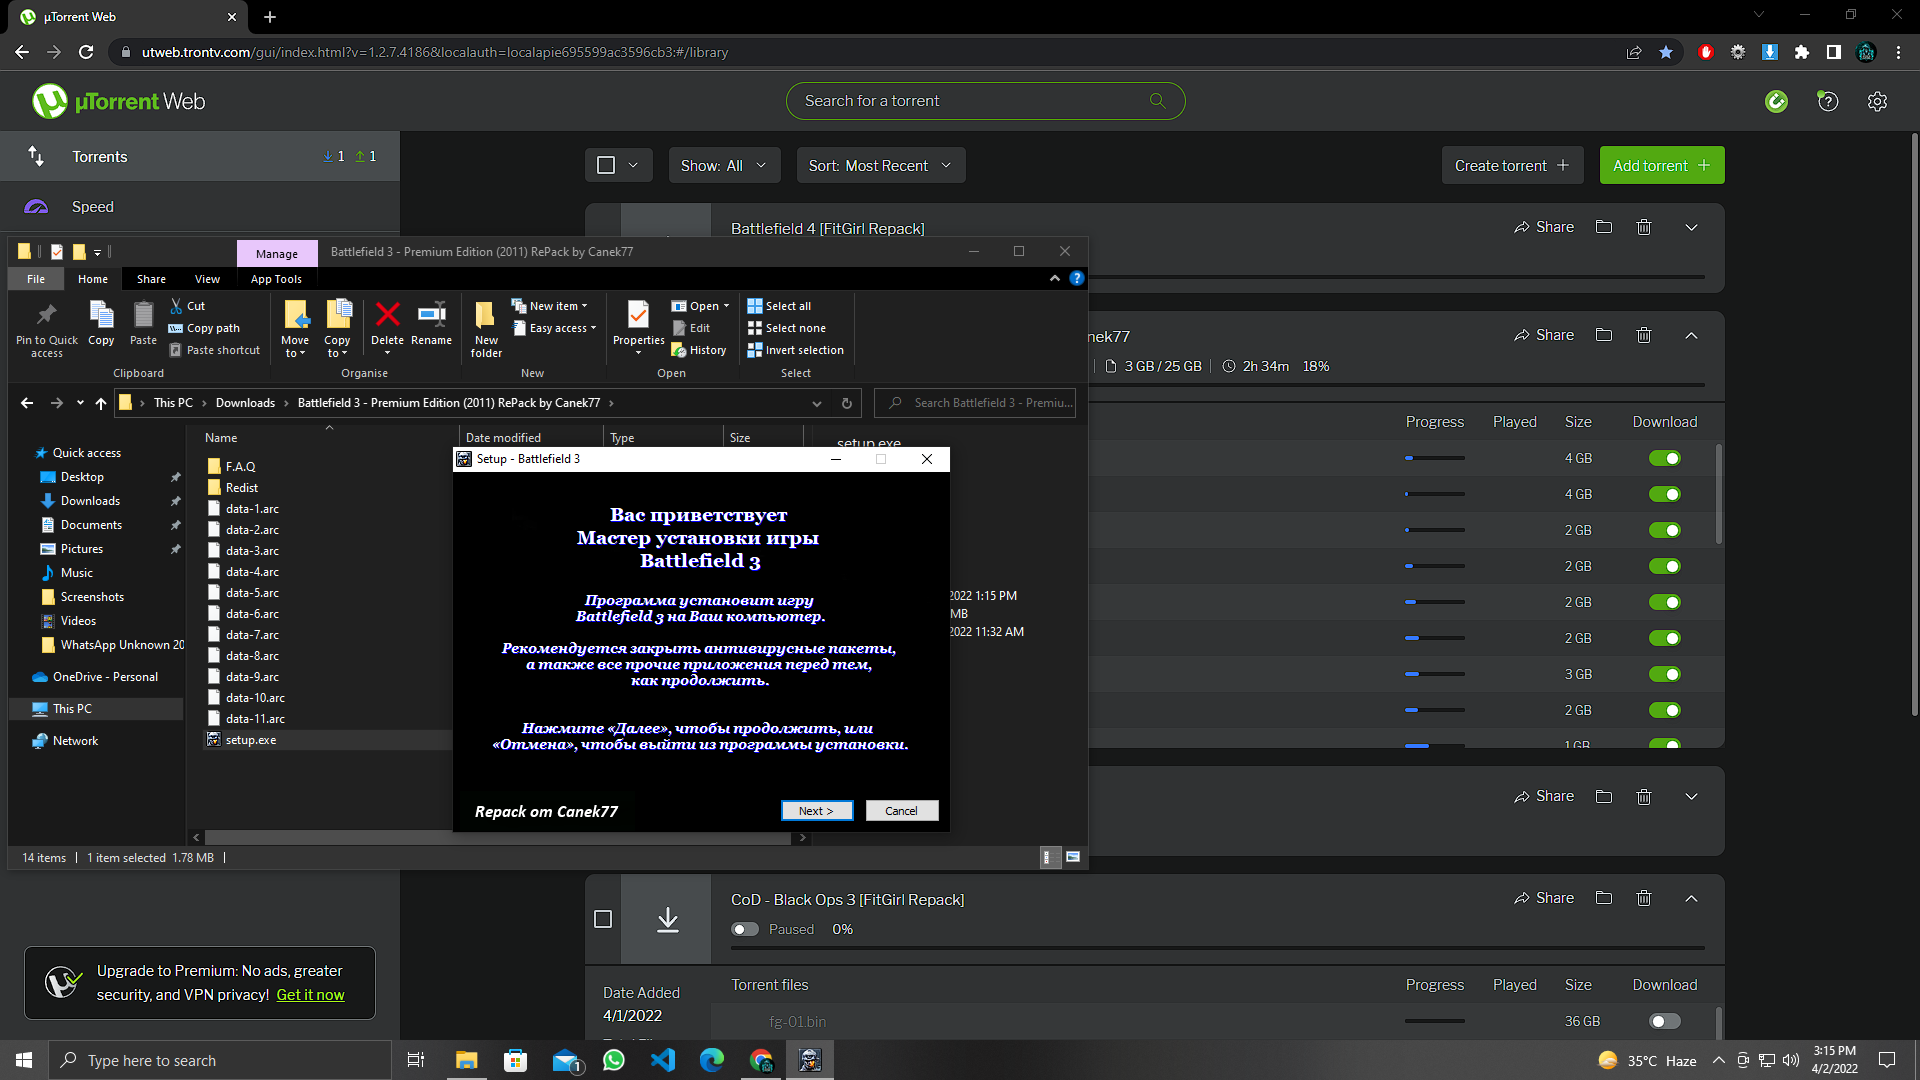 µTorrent Web
utweb.trontv.com/gui/index.html?v=1.2.7.4186&localauth=localapie695599ac3596cb3:#/library
µTorrent Web
Search for a torrent
Torrents
1
1
Speed
Show: All
Sort: Most Recent
Create torrent
Add torrent
Battlefield 4 [FitGirl Repack]
Share
Manage
Battlefield 3 - Premium Edition (2011) RePack by Canek77
File
Home
Share
View
App Tools
Pin to Quick access
Copy
Paste
Cut
Copy path
Paste shortcut
Clipboard
Move to
Copy to
Delete
Rename
Organise
New folder
New item
Easy access
New
Properties
Open
Edit
History
Open
Select all
Select none
Invert selection
Select
This PC
Downloads
Battlefield 3 - Premium Edition (2011) RePack by Canek77
Search Battlefield 3 - Premiu...
Quick access
Desktop
Downloads
Documents
Pictures
Music
Screenshots
Videos
WhatsApp Unknown 20
OneDrive - Personal
This PC
Network
Name
Date modified
Type
Size
F.A.Q
Redist
data-1.arc
data-2.arc
data-3.arc
data-4.arc
data-5.arc
data-6.arc
data-7.arc
data-8.arc
data-9.arc
data-10.arc
data-11.arc
setup.exe
setup.exe
2022 1:15 PM
MB
2022 11:32 AM
14 items
1 item selected 1.78 MB
Setup - Battlefield 3
Вас приветствует
Мастер установки игры
Battlefield 3
Программа установит игру
Battlefield 3 на Ваш компьютер.
Рекомендуется закрыть антивирусные пакеты,
а также все прочие приложения перед тем,
как продолжить.
Нажмите «Далее», чтобы продолжить, или
«Отмена», чтобы выйти из программы установки.
Repack от Canek77
Next >
Cancel
nek77
Share
3 GB / 25 GB
2h 34m
18%
Progress
Played
Size
Download
4 GB
4 GB
2 GB
2 GB
2 GB
2 GB
3 GB
2 GB
1 GB
Share
CoD - Black Ops 3 [FitGirl Repack]
Share
Paused
0%
Date Added
4/1/2022
Torrent files
Progress
Played
Size
Download
fg-01.bin
36 GB
Upgrade to Premium: No ads, greater
security, and VPN privacy! Get it now
Type here to search
1
35°C Haze
3:15 PM
4/2/2022